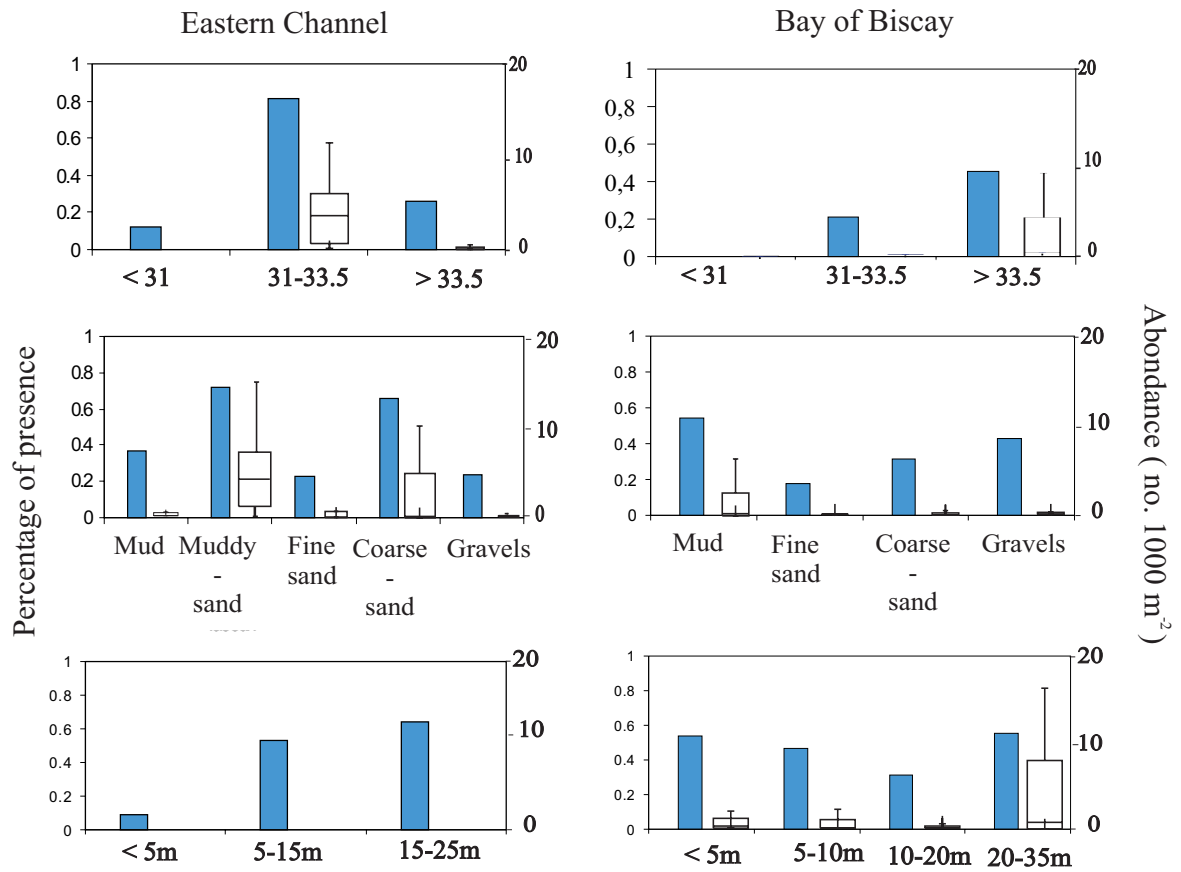 Eastern Channel
Bay of Biscay
1
0.8
0.6
0.4
0.2
0
20
10
0
< 31
31-33.5
> 33.5
1
0,8
0,6
0,4
0,2
0
20
10
0
< 31
31-33.5
> 33.5
Percentage of presence
1
0.8
0.6
0.4
0.2
0
20
10
0
Mud
Muddy
-
sand
Fine
sand
Coarse
-
sand
Gravels
1
0.8
0.6
0.4
0.2
0
20
10
0
Mud
Fine
sand
Coarse
-
sand
Gravels
Abondance ( no. 1000 m-2 )
1
0.8
0.6
0.4
0.2
0
20
10
0
< 5m
5-15m
15-25m
1
0.8
0.6
0.4
0.2
0
20
10
0
< 5m
5-10m
10-20m
20-35m